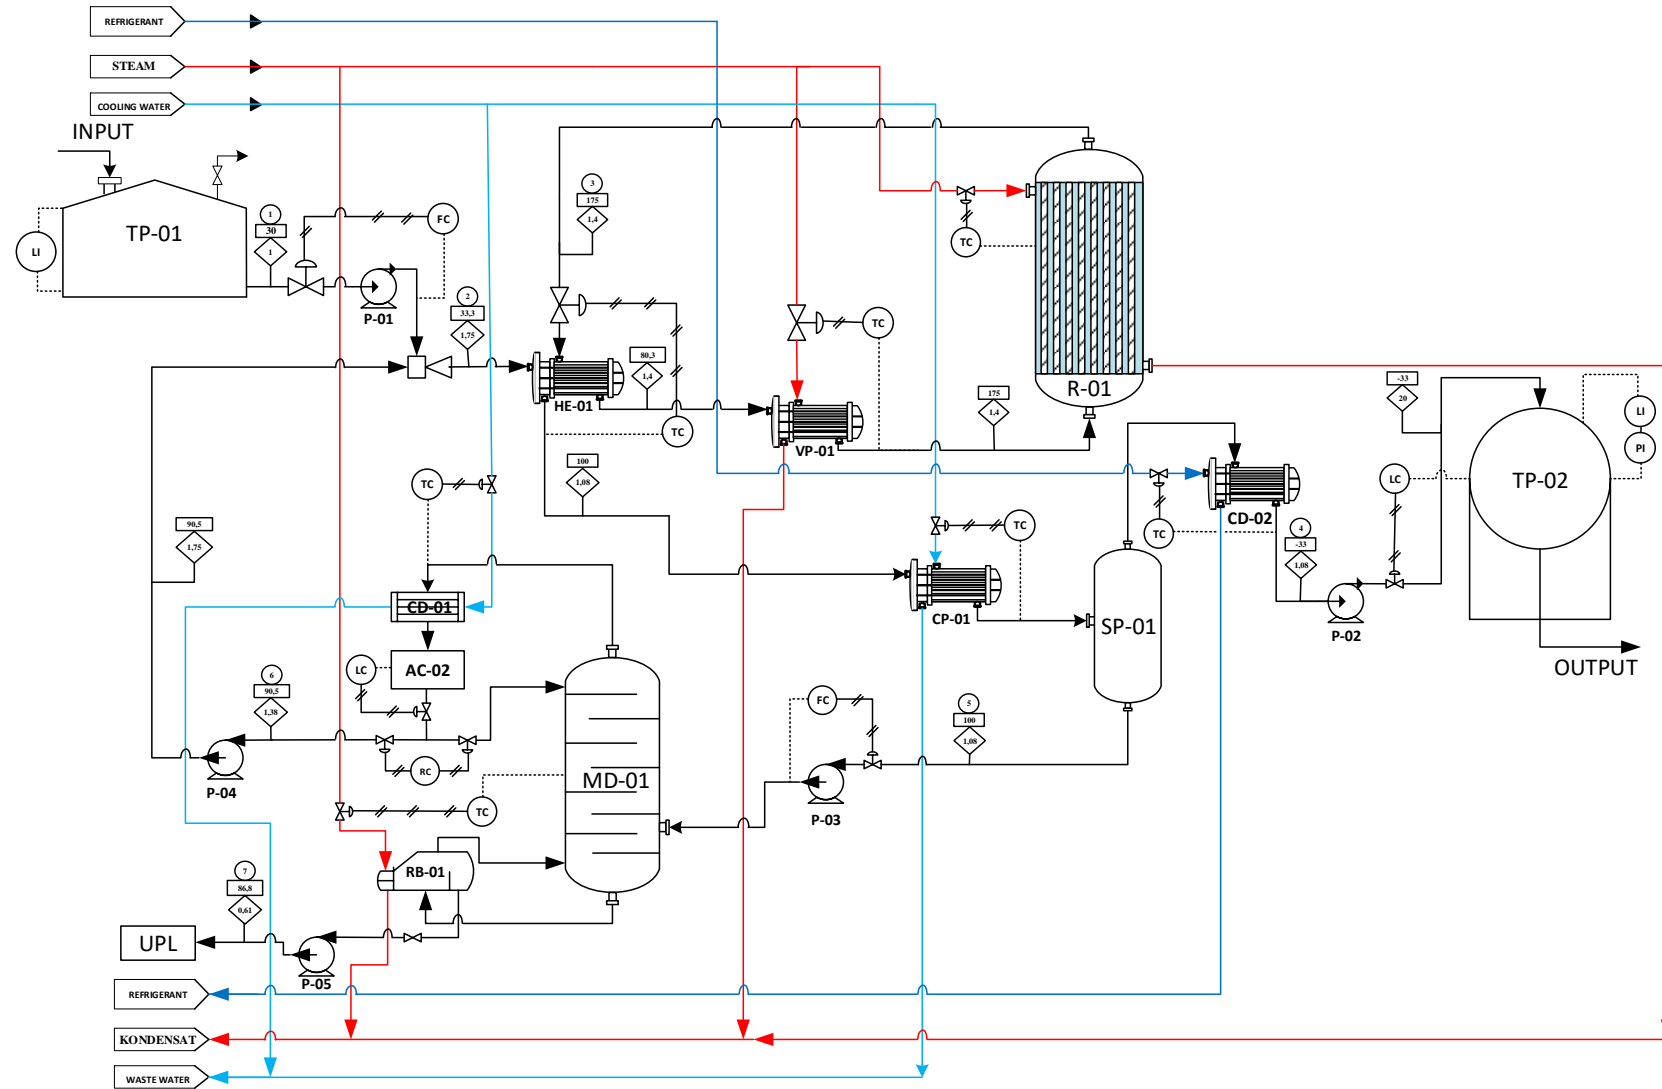 REFRIGERANT
STEAM
COOLING WATER
INPUT
TP-01
LI
1
30
1
FC
P-01
2
33,3
1,75
3
175
1,4
HE-01
80,3
1,4
TC
VP-01
TC
175
1,4
TC
R-01
100
1,08
TC
CD-01
AC-02
LC
90,5
1,75
6
90,5
1,38
P-04
RC
TC
MD-01
RB-01
7
86,8
0,61
UPL
P-05
FC
P-03
5
100
1,08
CP-01
TC
SP-01
TC
CD-02
4
-33
1,08
P-02
LC
-33
20
TP-02
LI
PI
OUTPUT
REFRIGERANT
KONDENSAT
WASTE WATER